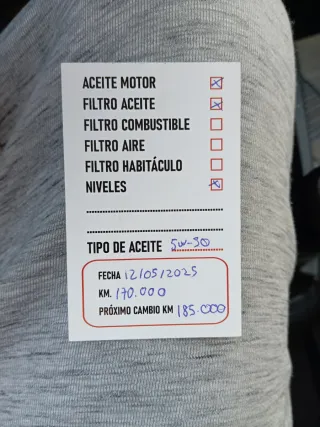 ACEITE MOTOR
FILTRO ACEITE
FILTRO COMBUSTIBLE
FILTRO AIRE
FILTRO HABITÁCULO
NIVELES
TIPO DE ACEITE 5W-30
FECHA 12/05/2025
KM. 170.000
PRÓXIMO CAMBIO KM 185.000